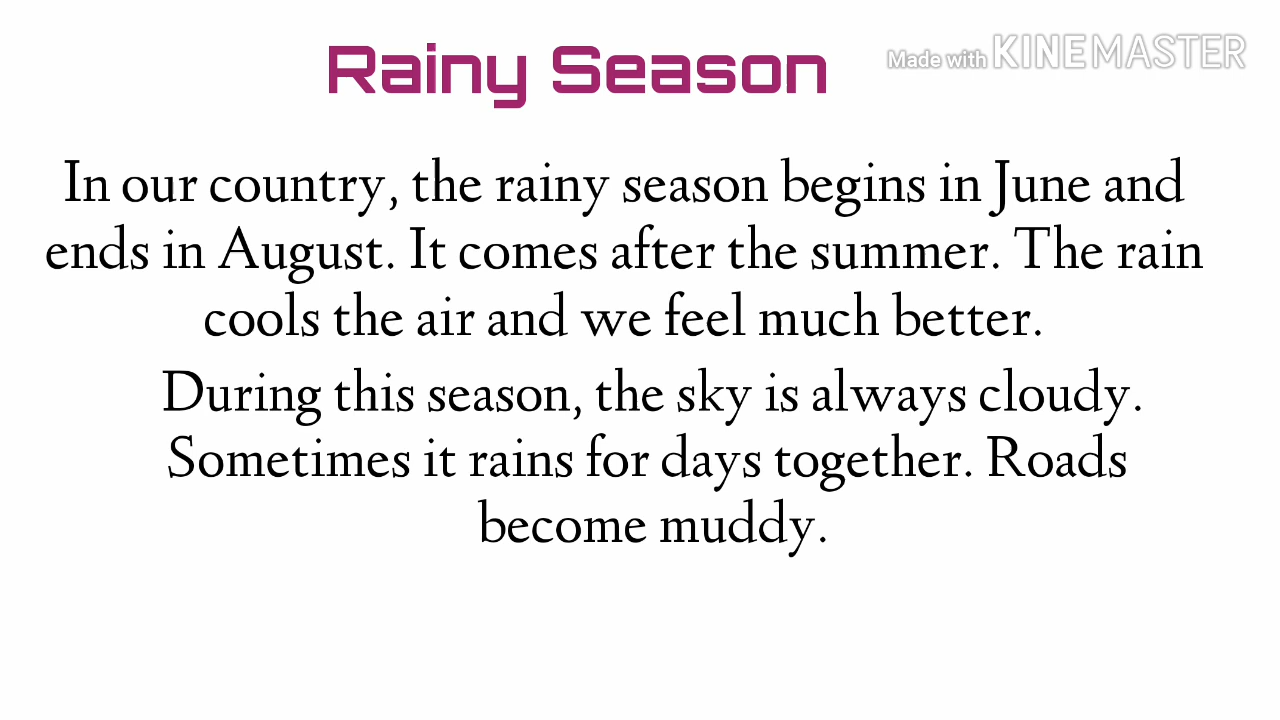 Rainy Season
Made with KINEMASTER
In our country, the rainy season begins in June and
ends in August. It comes after the summer. The rain
cools the air and we feel much better.
During this season, the sky is always cloudy.
Sometimes it rains for days together. Roads
become muddy.